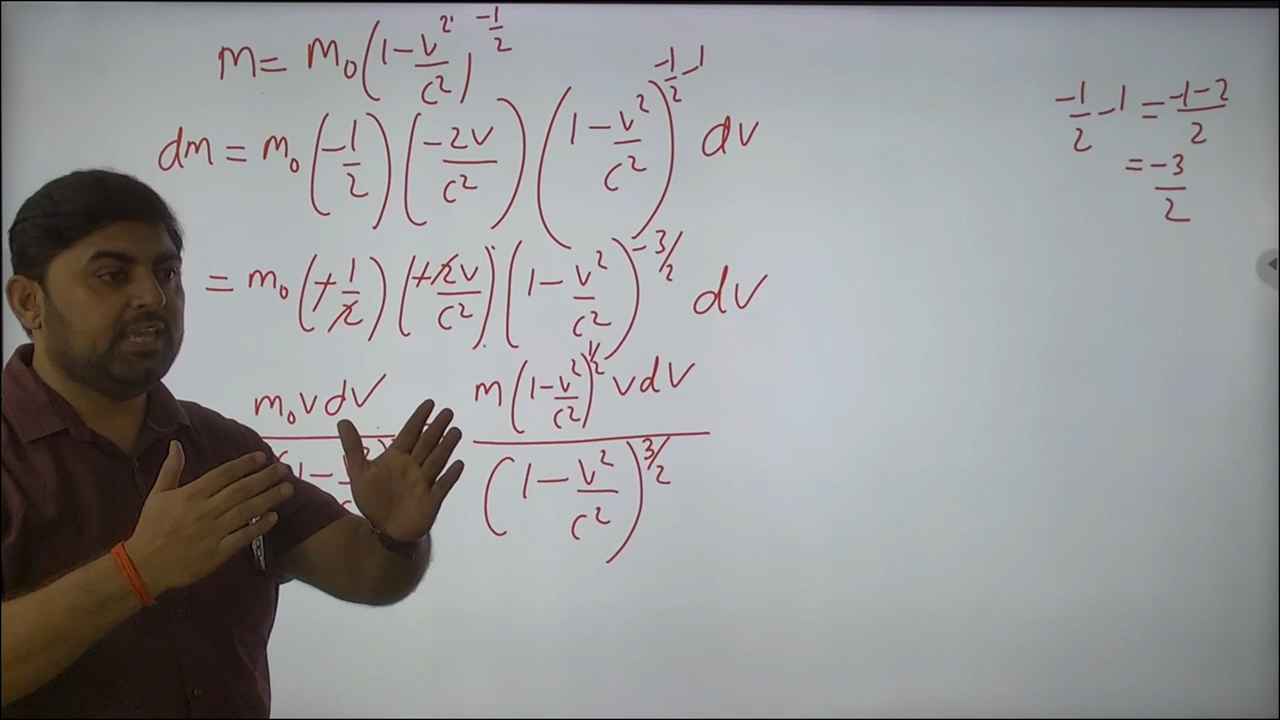 m = m₀(1 - v²/c²)^(-1/2)
dm = m₀(-1/2)(-2v/c²)(1 - v²/c²)^(-1/2 - 1) dv
= m₀(+1/2)(+2v/c²)(1 - v²/c²)^(-3/2) dv
m₀vdv m(1 - v²/c²)^(1/2) vdv
(1 - v² (1 - v²/c²)^(3/2)
-1/2 - 1 = (-1-2)/2
= -3/2